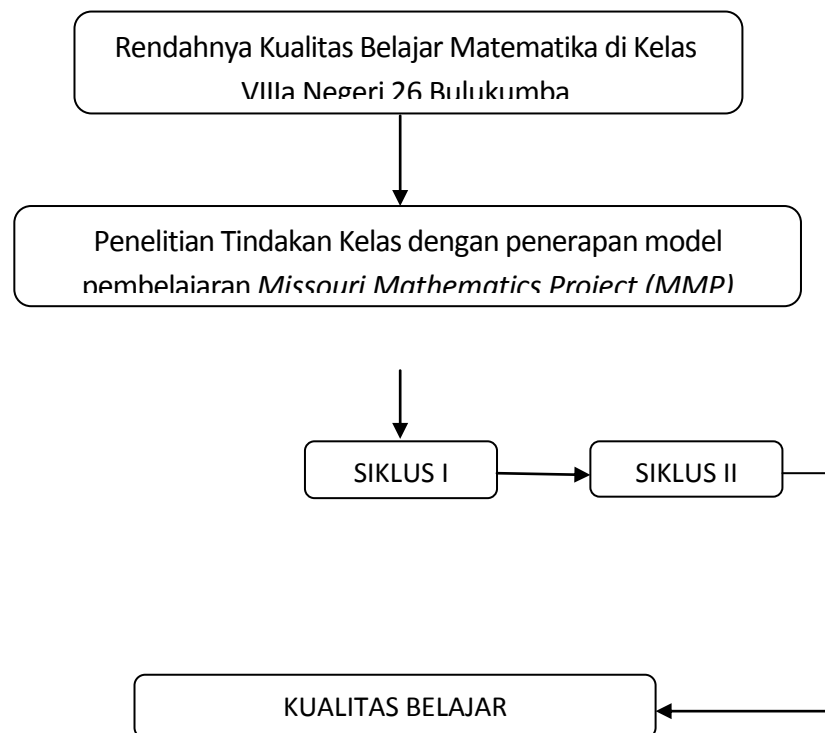 Rendahnya Kualitas Belajar Matematika di Kelas
VIIIa Negeri 26 Bulukumba
Penelitian Tindakan Kelas dengan penerapan model
pembelajaran Missouri Mathematics Project (MMP)
SIKLUS I
SIKLUS II
KUALITAS BELAJAR